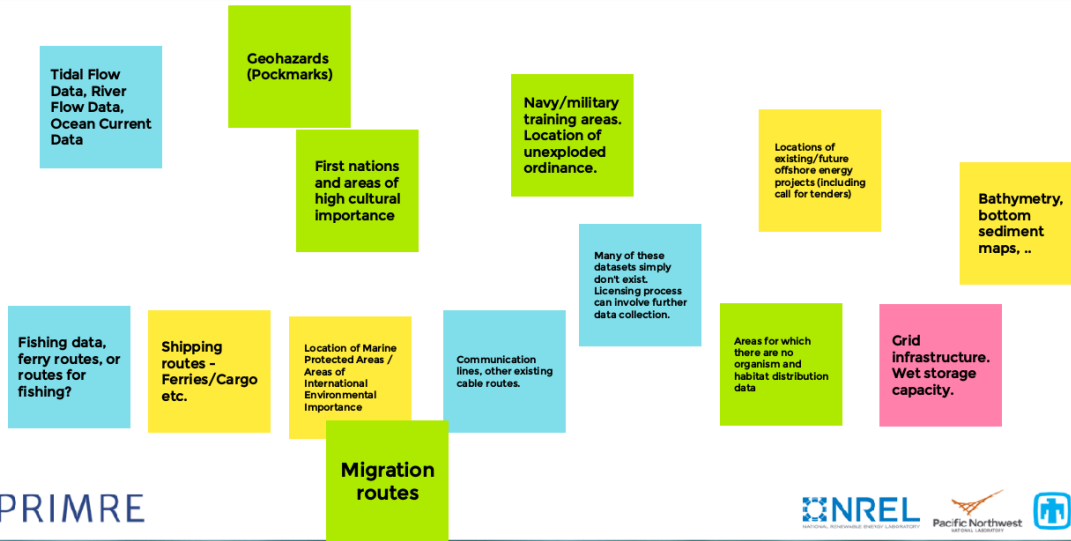 Tidal Flow
Data, River
Flow Data,
Ocean Current
Data
Geohazards
(Pockmarks)
First nations
and areas of
high cultural
importance
Navy/military
training areas.
Location of
unexploded
ordinance.
Locations of
existing/future
offshore energy
projects (including
call for tenders)
Bathymetry,
bottom
sediment
maps, ..
Many of these
datasets simply
don't exist.
Licensing process
can involve further
data collection.
Fishing data,
ferry routes, or
routes for
fishing?
Shipping
routes -
Ferries/Cargo
etc.
Location of Marine
Protected Areas /
Areas of
International
Environmental
Importance
Communication
lines, other existing
cable routes.
Areas for which
there are no
organism and
habitat distribution
data
Grid
infrastructure.
Wet storage
capacity.
Migration
routes
PRIMRE
NREL
NATIONAL RENEWABLE ENERGY LABORATORY
Pacific Northwest
NATIONAL LABORATORY